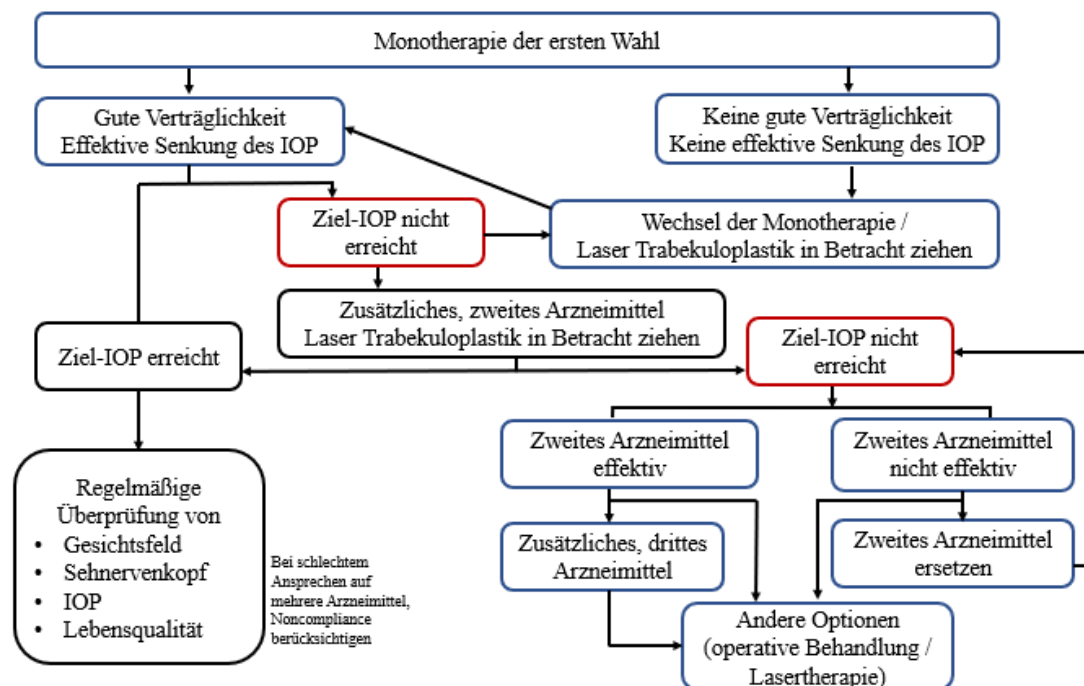 Monotherapie der ersten Wahl
Gute Verträglichkeit
Effektive Senkung des IOP
Keine gute Verträglichkeit
Keine effektive Senkung des IOP
Ziel-IOP nicht
erreicht
Wechsel der Monotherapie /
Laser Trabekuloplastik in Betracht ziehen
Zusätzliches, zweites Arzneimittel
Laser Trabekuloplastik in Betracht ziehen
Ziel-IOP erreicht
Ziel-IOP nicht
erreicht
Zweites Arzneimittel
effektiv
Zweites Arzneimittel
nicht effektiv
Regelmäßige
Überprüfung von
• Gesichtsfeld
• Sehnervenkopf
• IOP
• Lebensqualität
Bei schlechtem
Ansprechen auf
mehrere Arzneimittel,
Noncompliance
berücksichtigen
Zusätzliches, drittes
Arzneimittel
Zweites Arzneimittel
ersetzen
Andere Optionen
(operative Behandlung /
Lasertherapie)